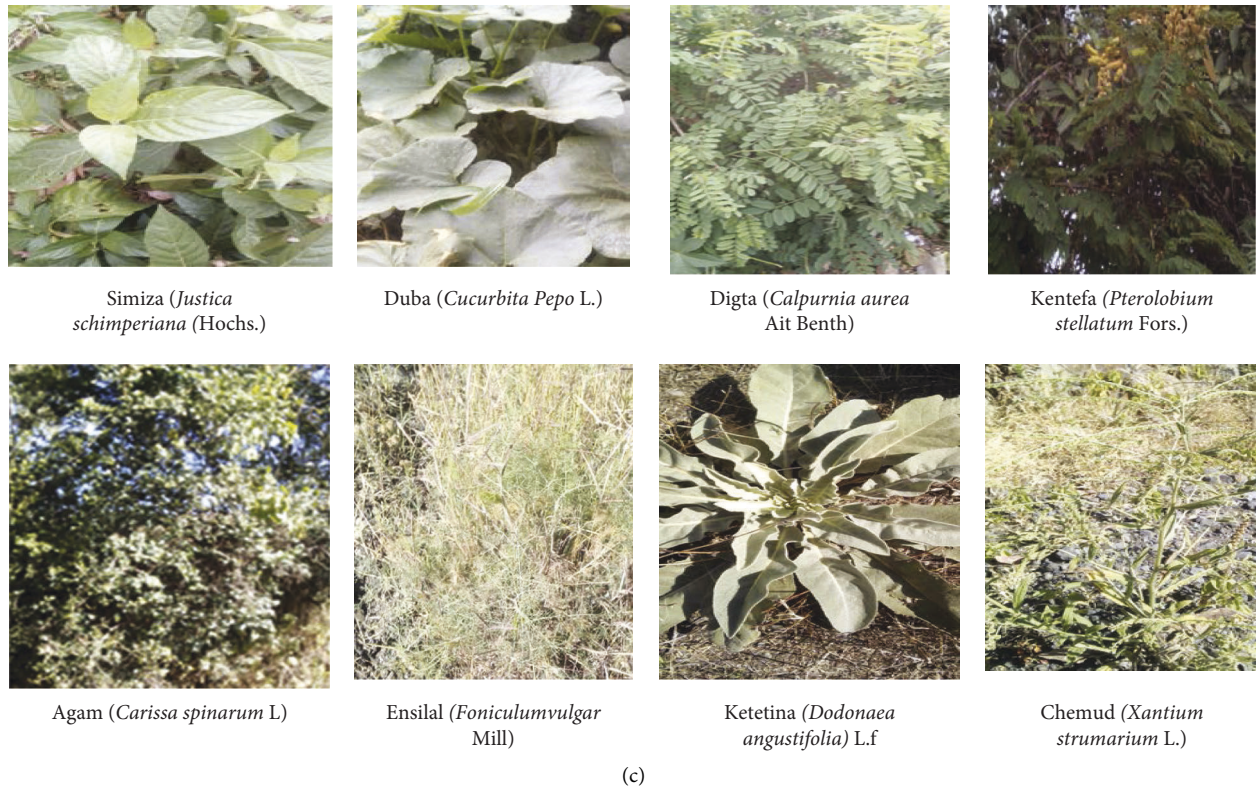 Simiza (Justica
schimperiana (Hochs.)
Duba (Cucurbita Pepo L.)
Digta (Calpurnia aurea
Ait Benth)
Kentefa (Pterolobium
stellatum Fors.)
Agam (Carissa spinarum L)
Ensilal (Foniculumvulgar
Mill)
Ketetina (Dodonaea
angustifolia) L.f
Chemud (Xantium
strumarium L.)
(c)